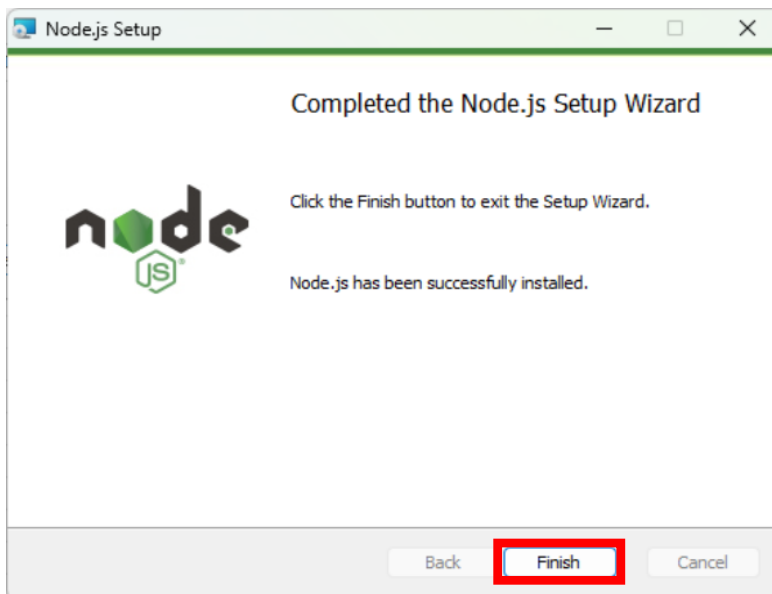 Node.js Setup
Completed the Node.js Setup Wizard
Click the Finish button to exit the Setup Wizard.
node
JS®
Node.js has been successfully installed.
Back Finish Cancel